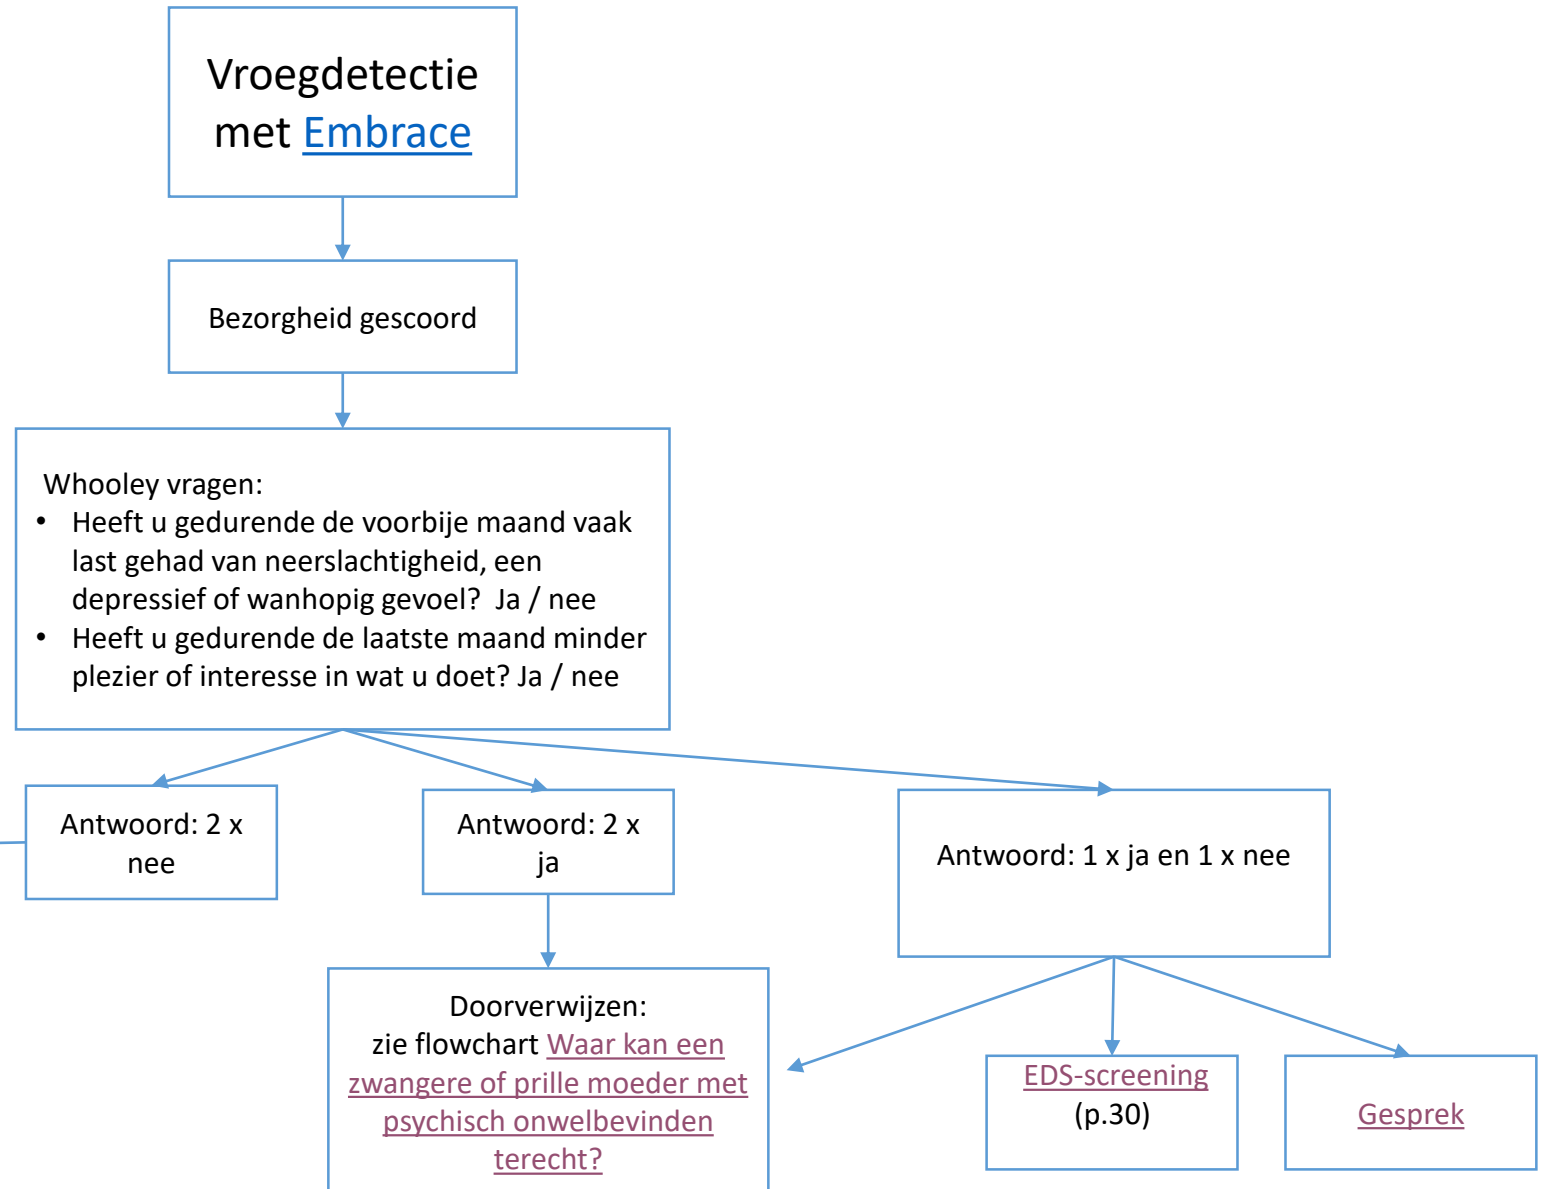 Vroegdetectie
met Embrace
Bezorgheid gescoord
Whooley vragen:
• Heeft u gedurende de voorbije maand vaak
last gehad van neerslachtigheid, een
depressief of wanhopig gevoel?  Ja / nee
• Heeft u gedurende de laatste maand minder
plezier of interesse in wat u doet? Ja / nee
Antwoord: 2 x
nee
Antwoord: 2 x
ja
Antwoord: 1 x ja en 1 x nee
Doorverwijzen:
zie flowchart Waar kan een
zwangere of prille moeder met
psychisch onwelbevinden
terecht?
EDS-screening
(p.30)
Gesprek